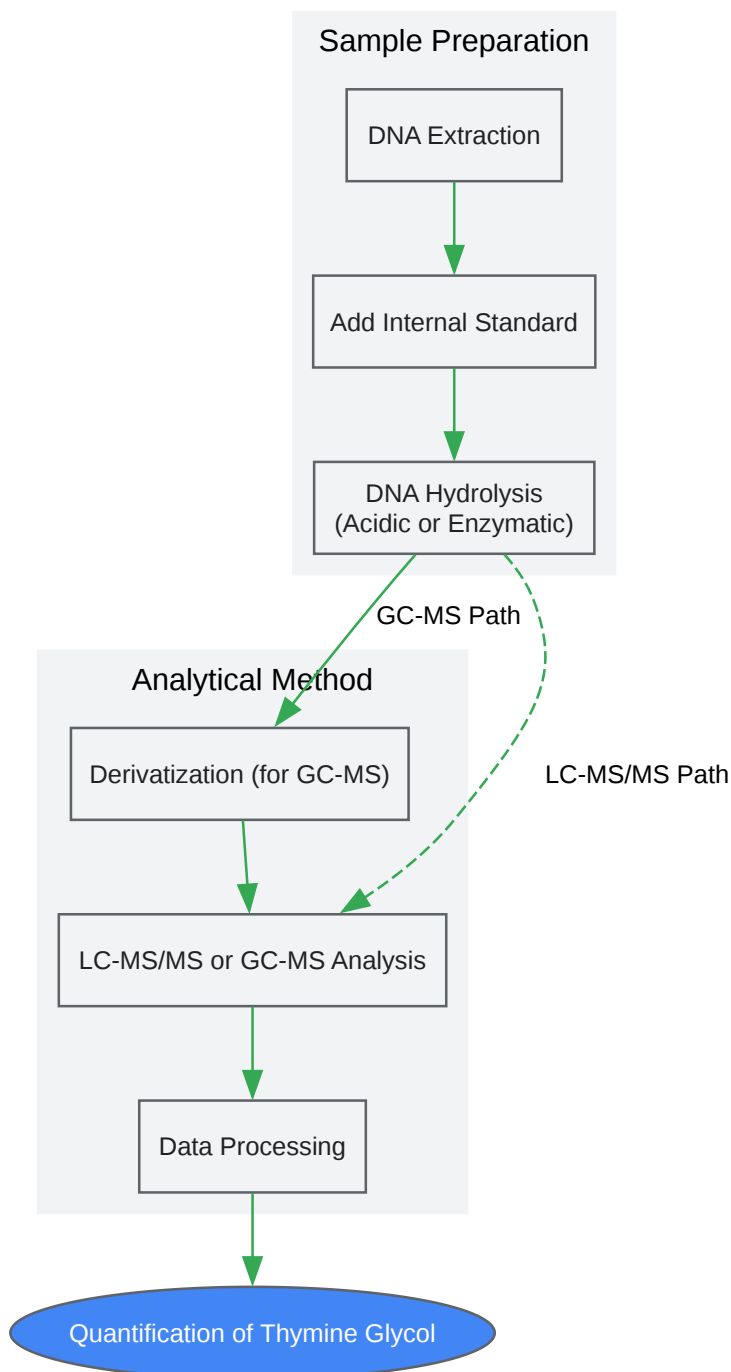 Sample Preparation
DNA Extraction
Add Internal Standard
DNA Hydrolysis
(Acidic or Enzymatic)
GC-MS Path
Analytical Method
Derivatization (for GC-MS)
LC-MS/MS Path
LC-MS/MS or GC-MS Analysis
Data Processing
Quantification of Thymine Glycol